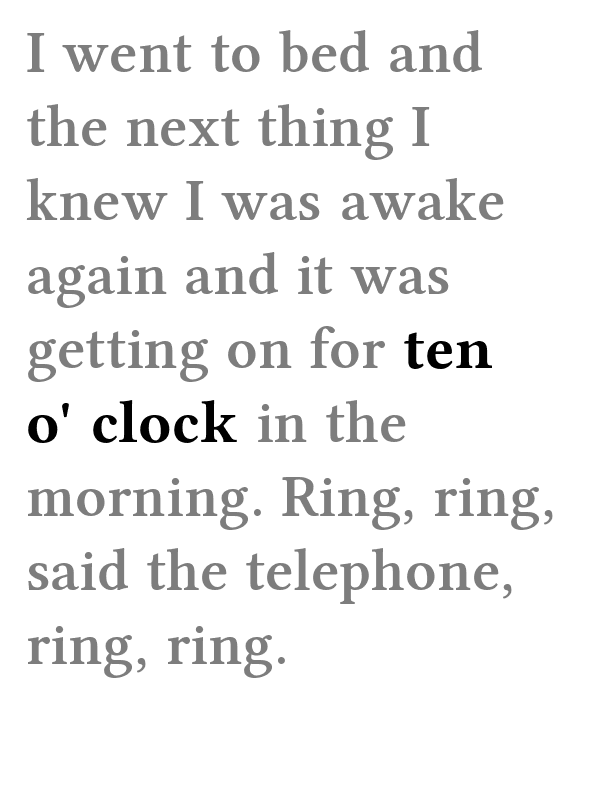 I went to bed and
the next thing I
knew I was awake
again and it was
getting on for ten
o' clock in the
morning. Ring, ring,
said the telephone,
ring, ring.